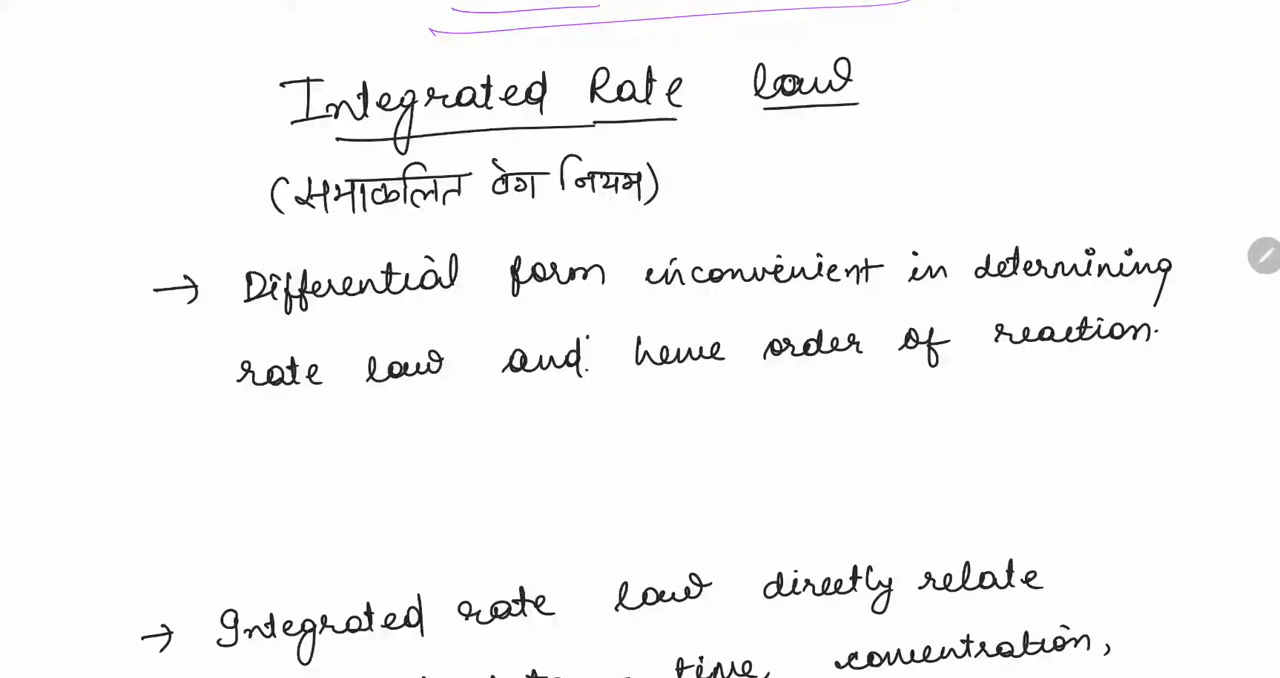 Integrated Rate law
(समाकलित वेग नियम)
→ Differential form inconvenient in determining
rate law and hence order of reaction.
→ Integrated rate law directly relate
time, concentration,